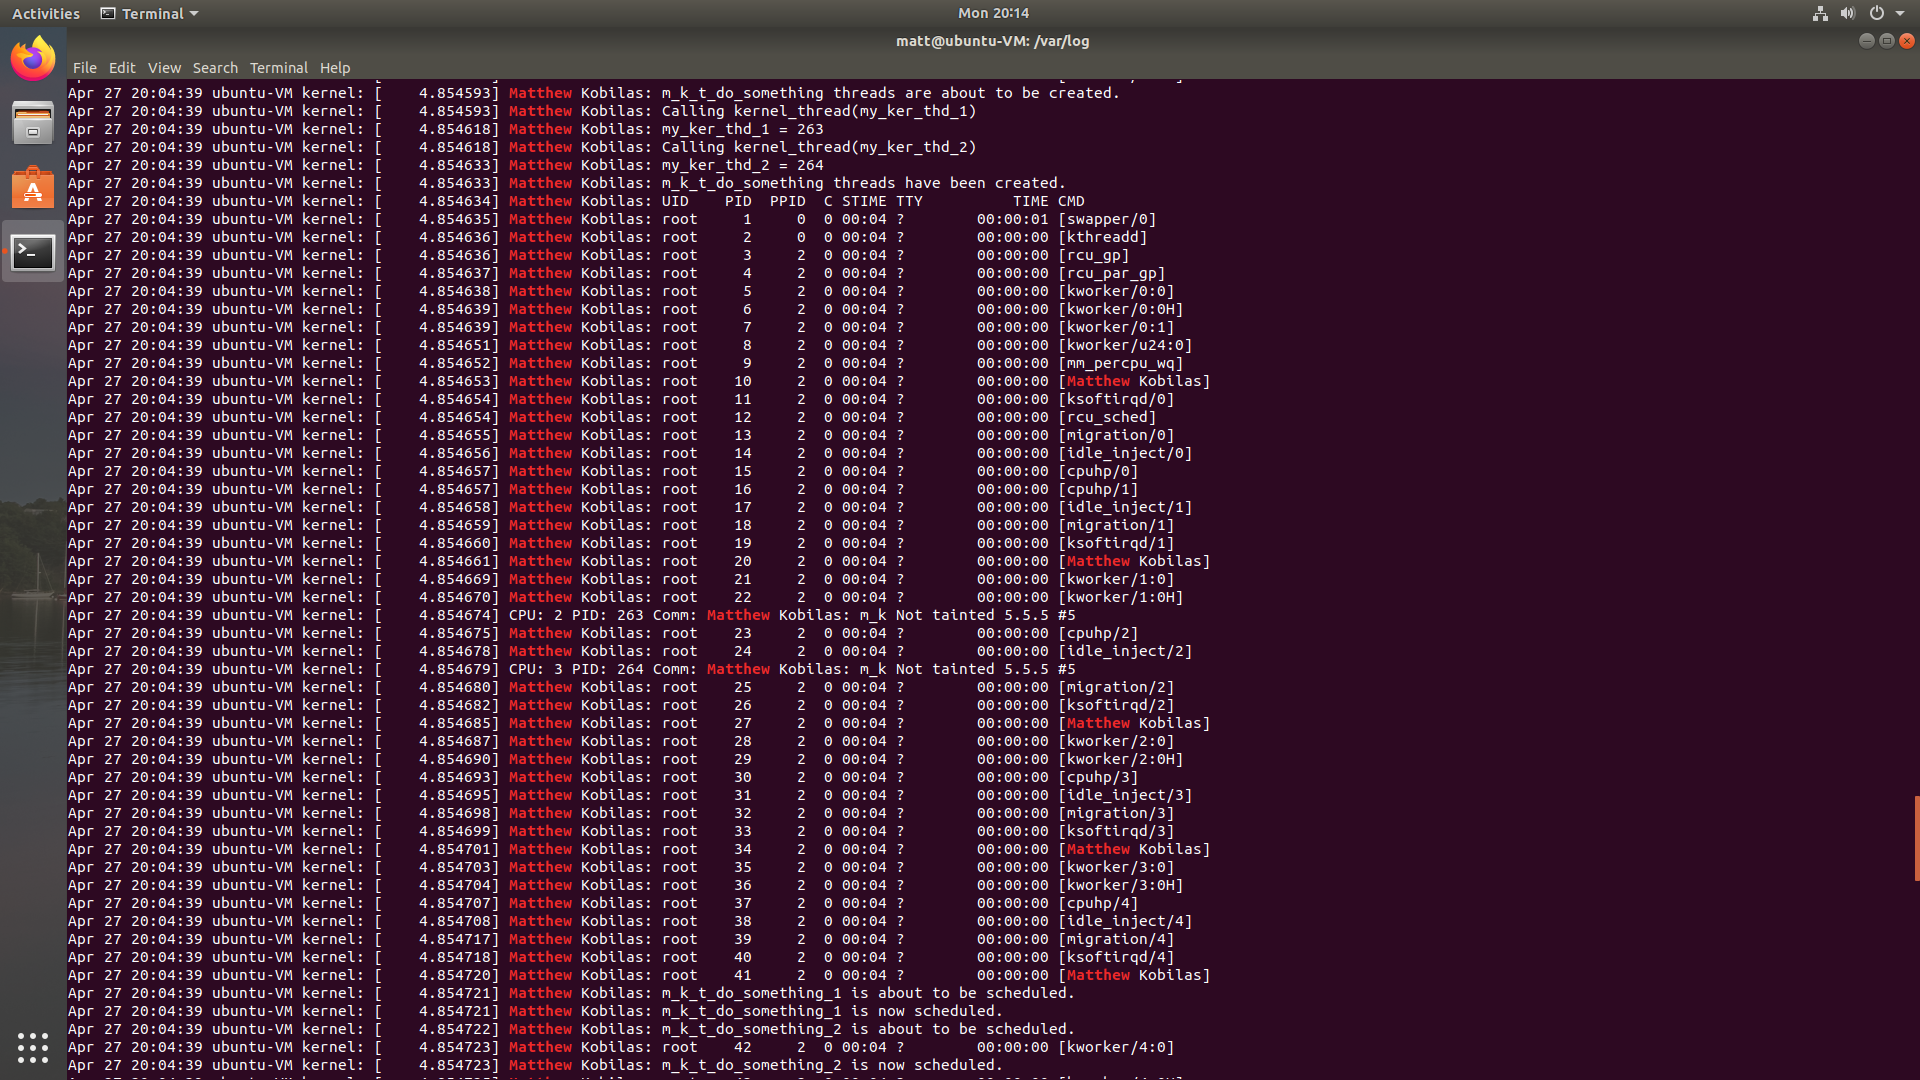 Activities Terminal Mon 20:14
matt@ubuntu-VM: /var/log
File Edit View Search Terminal Help
Apr 27 20:04:39 ubuntu-VM kernel: [    4.854593] Matthew Kobilas: m_k_t_do_something threads are about to be created.
Apr 27 20:04:39 ubuntu-VM kernel: [    4.854593] Matthew Kobilas: Calling kernel_thread(my_ker_thd_1)
Apr 27 20:04:39 ubuntu-VM kernel: [    4.854618] Matthew Kobilas: my_ker_thd_1 = 263
Apr 27 20:04:39 ubuntu-VM kernel: [    4.854618] Matthew Kobilas: Calling kernel_thread(my_ker_thd_2)
Apr 27 20:04:39 ubuntu-VM kernel: [    4.854633] Matthew Kobilas: my_ker_thd_2 = 264
Apr 27 20:04:39 ubuntu-VM kernel: [    4.854633] Matthew Kobilas: m_k_t_do_something threads have been created.
Apr 27 20:04:39 ubuntu-VM kernel: [    4.854634] Matthew Kobilas: UID    PID  PPID  C STIME TTY          TIME CMD
Apr 27 20:04:39 ubuntu-VM kernel: [    4.854635] Matthew Kobilas: root     1     0  0 00:04 ?        00:00:01 [swapper/0]
Apr 27 20:04:39 ubuntu-VM kernel: [    4.854636] Matthew Kobilas: root     2     0  0 00:04 ?        00:00:00 [kthreadd]
Apr 27 20:04:39 ubuntu-VM kernel: [    4.854636] Matthew Kobilas: root     3     2  0 00:04 ?        00:00:00 [rcu_gp]
Apr 27 20:04:39 ubuntu-VM kernel: [    4.854637] Matthew Kobilas: root     4     2  0 00:04 ?        00:00:00 [rcu_par_gp]
Apr 27 20:04:39 ubuntu-VM kernel: [    4.854638] Matthew Kobilas: root     5     2  0 00:04 ?        00:00:00 [kworker/0:0]
Apr 27 20:04:39 ubuntu-VM kernel: [    4.854639] Matthew Kobilas: root     6     2  0 00:04 ?        00:00:00 [kworker/0:0H]
Apr 27 20:04:39 ubuntu-VM kernel: [    4.854639] Matthew Kobilas: root     7     2  0 00:04 ?        00:00:00 [kworker/0:1]
Apr 27 20:04:39 ubuntu-VM kernel: [    4.854651] Matthew Kobilas: root     8     2  0 00:04 ?        00:00:00 [kworker/u24:0]
Apr 27 20:04:39 ubuntu-VM kernel: [    4.854652] Matthew Kobilas: root     9     2  0 00:04 ?        00:00:00 [mm_percpu_wq]
Apr 27 20:04:39 ubuntu-VM kernel: [    4.854653] Matthew Kobilas: root    10     2  0 00:04 ?        00:00:00 [Matthew Kobilas]
Apr 27 20:04:39 ubuntu-VM kernel: [    4.854654] Matthew Kobilas: root    11     2  0 00:04 ?        00:00:00 [ksoftirqd/0]
Apr 27 20:04:39 ubuntu-VM kernel: [    4.854654] Matthew Kobilas: root    12     2  0 00:04 ?        00:00:00 [rcu_sched]
Apr 27 20:04:39 ubuntu-VM kernel: [    4.854655] Matthew Kobilas: root    13     2  0 00:04 ?        00:00:00 [migration/0]
Apr 27 20:04:39 ubuntu-VM kernel: [    4.854656] Matthew Kobilas: root    14     2  0 00:04 ?        00:00:00 [idle_inject/0]
Apr 27 20:04:39 ubuntu-VM kernel: [    4.854657] Matthew Kobilas: root    15     2  0 00:04 ?        00:00:00 [cpuhp/0]
Apr 27 20:04:39 ubuntu-VM kernel: [    4.854657] Matthew Kobilas: root    16     2  0 00:04 ?        00:00:00 [cpuhp/1]
Apr 27 20:04:39 ubuntu-VM kernel: [    4.854658] Matthew Kobilas: root    17     2  0 00:04 ?        00:00:00 [idle_inject/1]
Apr 27 20:04:39 ubuntu-VM kernel: [    4.854659] Matthew Kobilas: root    18     2  0 00:04 ?        00:00:00 [migration/1]
Apr 27 20:04:39 ubuntu-VM kernel: [    4.854660] Matthew Kobilas: root    19     2  0 00:04 ?        00:00:00 [ksoftirqd/1]
Apr 27 20:04:39 ubuntu-VM kernel: [    4.854661] Matthew Kobilas: root    20     2  0 00:04 ?        00:00:00 [Matthew Kobilas]
Apr 27 20:04:39 ubuntu-VM kernel: [    4.854669] Matthew Kobilas: root    21     2  0 00:04 ?        00:00:00 [kworker/1:0]
Apr 27 20:04:39 ubuntu-VM kernel: [    4.854670] Matthew Kobilas: root    22     2  0 00:04 ?        00:00:00 [kworker/1:0H]
Apr 27 20:04:39 ubuntu-VM kernel: [    4.854674] CPU: 2 PID: 263 Comm: Matthew Kobilas: m_k Not tainted 5.5.5 #5
Apr 27 20:04:39 ubuntu-VM kernel: [    4.854675] Matthew Kobilas: root    23     2  0 00:04 ?        00:00:00 [cpuhp/2]
Apr 27 20:04:39 ubuntu-VM kernel: [    4.854678] Matthew Kobilas: root    24     2  0 00:04 ?        00:00:00 [idle_inject/2]
Apr 27 20:04:39 ubuntu-VM kernel: [    4.854679] CPU: 3 PID: 264 Comm: Matthew Kobilas: m_k Not tainted 5.5.5 #5
Apr 27 20:04:39 ubuntu-VM kernel: [    4.854680] Matthew Kobilas: root    25     2  0 00:04 ?        00:00:00 [migration/2]
Apr 27 20:04:39 ubuntu-VM kernel: [    4.854682] Matthew Kobilas: root    26     2  0 00:04 ?        00:00:00 [ksoftirqd/2]
Apr 27 20:04:39 ubuntu-VM kernel: [    4.854685] Matthew Kobilas: root    27     2  0 00:04 ?        00:00:00 [Matthew Kobilas]
Apr 27 20:04:39 ubuntu-VM kernel: [    4.854687] Matthew Kobilas: root    28     2  0 00:04 ?        00:00:00 [kworker/2:0]
Apr 27 20:04:39 ubuntu-VM kernel: [    4.854690] Matthew Kobilas: root    29     2  0 00:04 ?        00:00:00 [kworker/2:0H]
Apr 27 20:04:39 ubuntu-VM kernel: [    4.854693] Matthew Kobilas: root    30     2  0 00:04 ?        00:00:00 [cpuhp/3]
Apr 27 20:04:39 ubuntu-VM kernel: [    4.854695] Matthew Kobilas: root    31     2  0 00:04 ?        00:00:00 [idle_inject/3]
Apr 27 20:04:39 ubuntu-VM kernel: [    4.854698] Matthew Kobilas: root    32     2  0 00:04 ?        00:00:00 [migration/3]
Apr 27 20:04:39 ubuntu-VM kernel: [    4.854699] Matthew Kobilas: root    33     2  0 00:04 ?        00:00:00 [ksoftirqd/3]
Apr 27 20:04:39 ubuntu-VM kernel: [    4.854701] Matthew Kobilas: root    34     2  0 00:04 ?        00:00:00 [Matthew Kobilas]
Apr 27 20:04:39 ubuntu-VM kernel: [    4.854703] Matthew Kobilas: root    35     2  0 00:04 ?        00:00:00 [kworker/3:0]
Apr 27 20:04:39 ubuntu-VM kernel: [    4.854704] Matthew Kobilas: root    36     2  0 00:04 ?        00:00:00 [kworker/3:0H]
Apr 27 20:04:39 ubuntu-VM kernel: [    4.854707] Matthew Kobilas: root    37     2  0 00:04 ?        00:00:00 [cpuhp/4]
Apr 27 20:04:39 ubuntu-VM kernel: [    4.854708] Matthew Kobilas: root    38     2  0 00:04 ?        00:00:00 [idle_inject/4]
Apr 27 20:04:39 ubuntu-VM kernel: [    4.854717] Matthew Kobilas: root    39     2  0 00:04 ?        00:00:00 [migration/4]
Apr 27 20:04:39 ubuntu-VM kernel: [    4.854718] Matthew Kobilas: root    40     2  0 00:04 ?        00:00:00 [ksoftirqd/4]
Apr 27 20:04:39 ubuntu-VM kernel: [    4.854720] Matthew Kobilas: root    41     2  0 00:04 ?        00:00:00 [Matthew Kobilas]
Apr 27 20:04:39 ubuntu-VM kernel: [    4.854721] Matthew Kobilas: m_k_t_do_something_1 is about to be scheduled.
Apr 27 20:04:39 ubuntu-VM kernel: [    4.854721] Matthew Kobilas: m_k_t_do_something_1 is now scheduled.
Apr 27 20:04:39 ubuntu-VM kernel: [    4.854722] Matthew Kobilas: m_k_t_do_something_2 is about to be scheduled.
Apr 27 20:04:39 ubuntu-VM kernel: [    4.854723] Matthew Kobilas: root    42     2  0 00:04 ?        00:00:00 [kworker/4:0]
Apr 27 20:04:39 ubuntu-VM kernel: [    4.854723] Matthew Kobilas: m_k_t_do_something_2 is now scheduled.